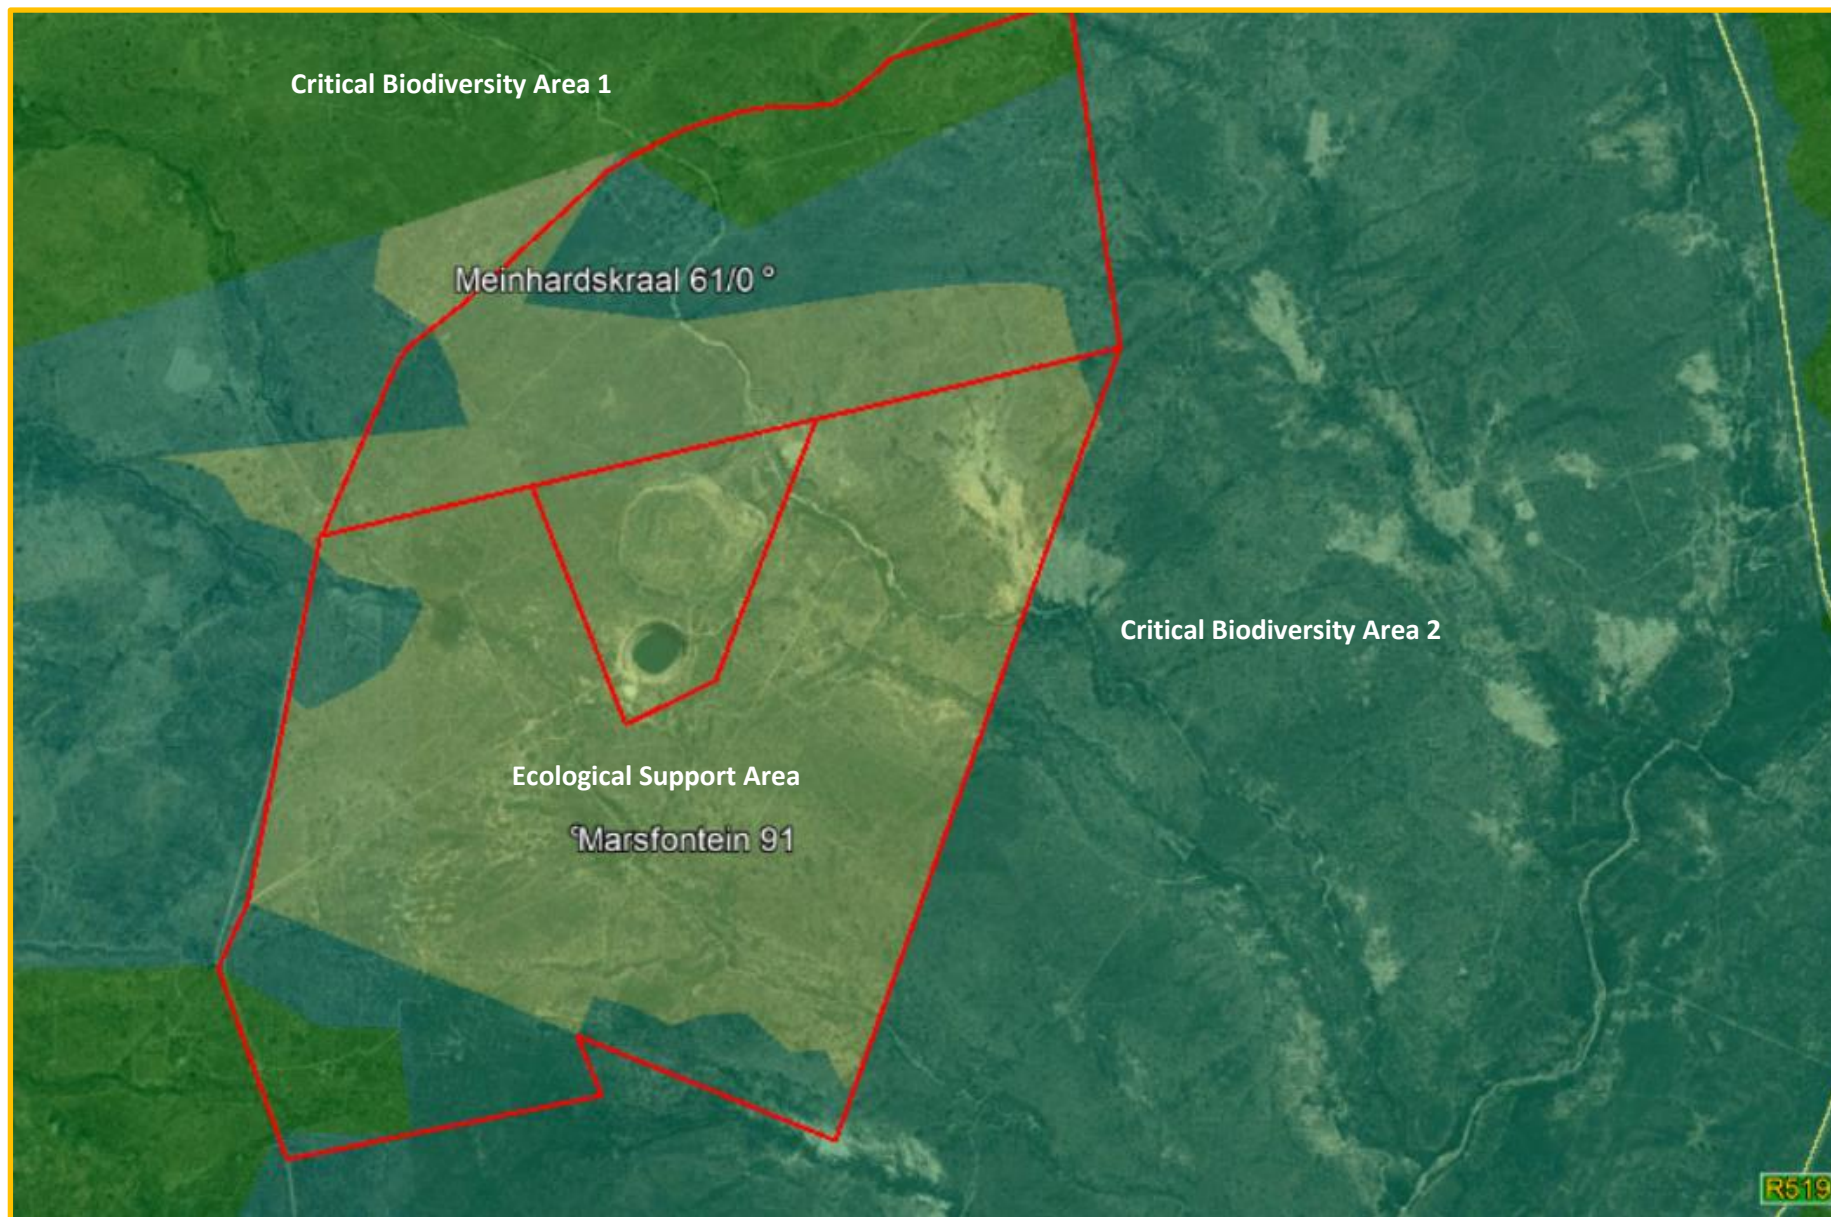 Critical Biodiversity Area 1
Meinhardskraal 61/0 °
Critical Biodiversity Area 2
Ecological Support Area
°Marsfontein 91
R519